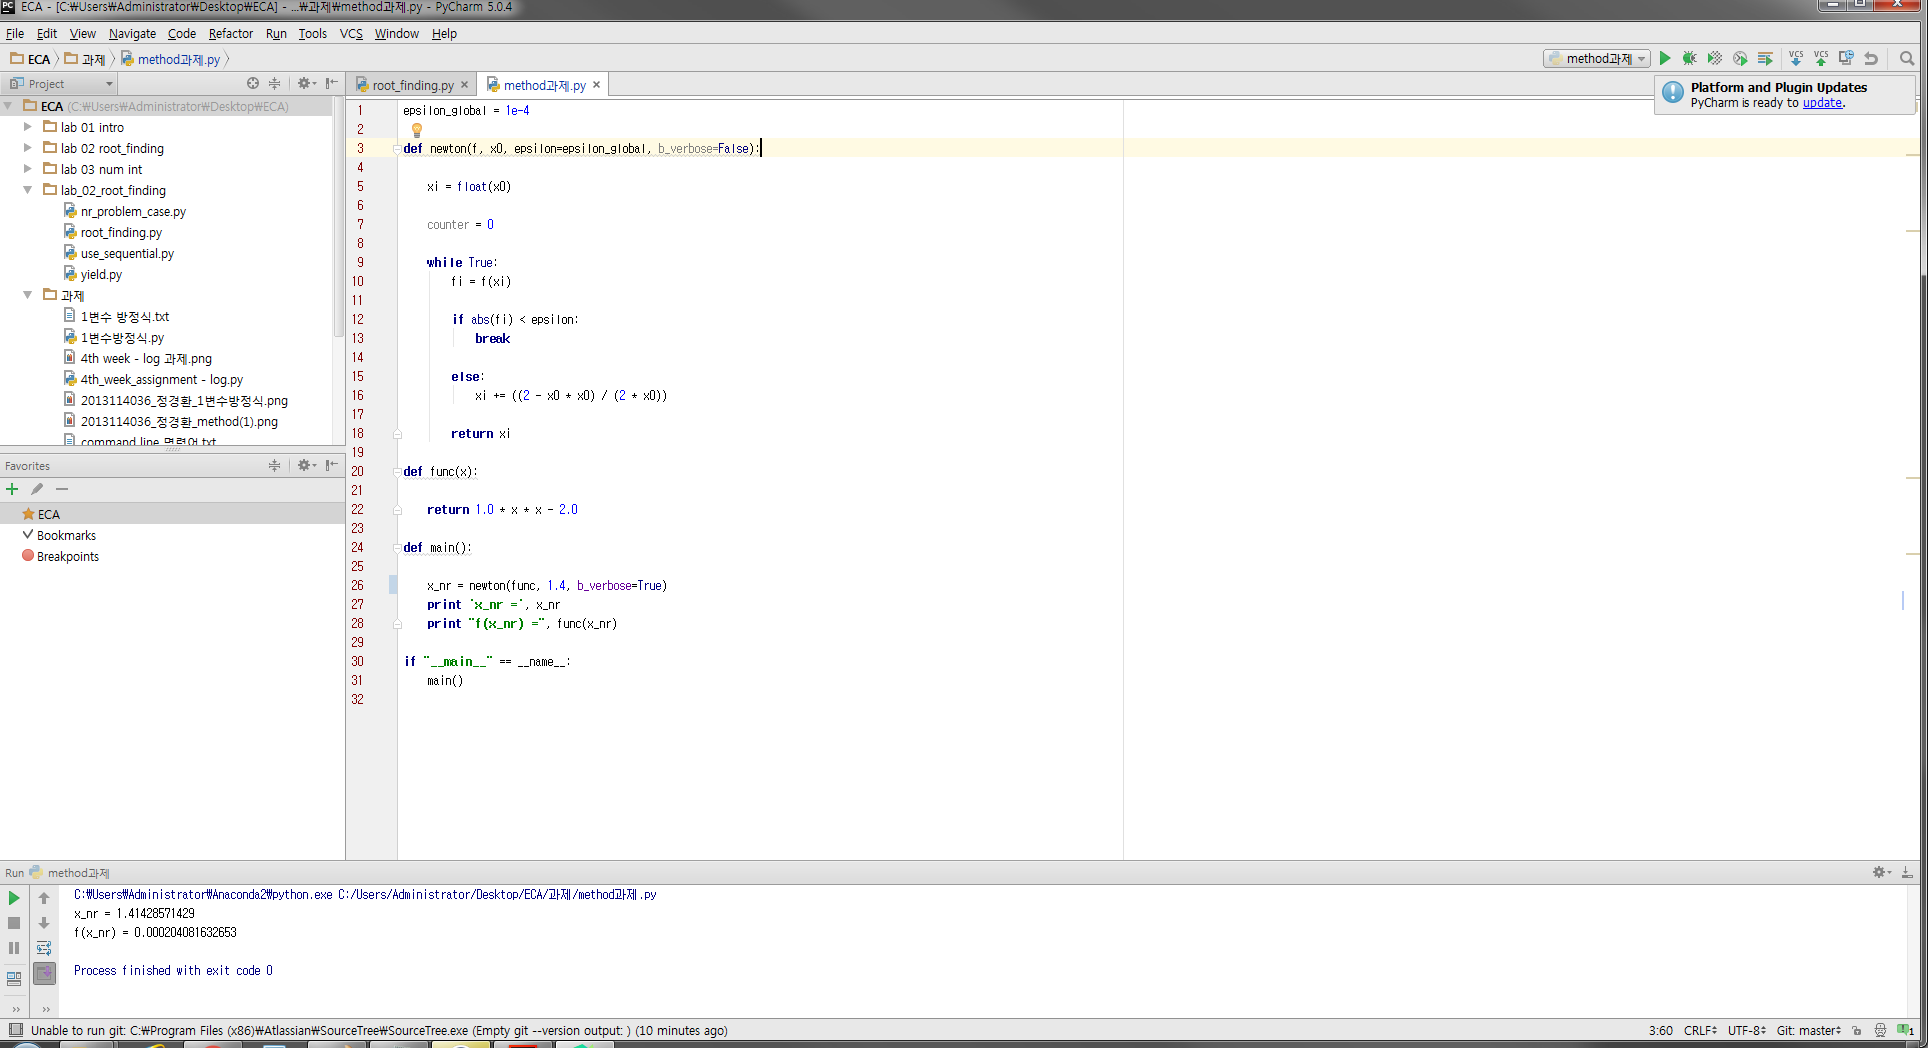 ECA - [C:₩Users₩Administrator₩Desktop₩ECA] - ...₩과제₩method과제.py - PyCharm 5.0.4
File Edit View Navigate Code Refactor Run Tools VCS Window Help
ECA 과제 method과제.py
method과제
VCS VCS
Project
root_finding.py
method과제.py
Platform and Plugin Updates
PyCharm is ready to update.
ECA (C:₩Users₩Administrator₩Desktop₩ECA)
lab 01 intro
lab 02 root_finding
lab 03 num int
lab_02_root_finding
nr_problem_case.py
root_finding.py
use_sequential.py
yield.py
과제
1변수 방정식.txt
1변수방정식.py
4th week - log 과제.png
4th_week_assignment - log.py
2013114036_정경환_1변수방정식.png
2013114036_정경환_method(1).png
command line 명령어.txt
Favorites
ECA
Bookmarks
Breakpoints
1 epsilon_global = 1e-4
2
3 def newton(f, x0, epsilon=epsilon_global, b_verbose=False):
4
5 xi = float(x0)
6
7 counter = 0
8
9 while True:
10 fi = f(xi)
11
12 if abs(fi) < epsilon:
13 break
14
15 else:
16 xi += ((2 - x0 * x0) / (2 * x0))
17
18 return xi
19
20 def func(x):
21
22 return 1.0 * x * x - 2.0
23
24 def main():
25
26 x_nr = newton(func, 1.4, b_verbose=True)
27 print 'x_nr =', x_nr
28 print "f(x_nr) =", func(x_nr)
29
30 if "__main__" == __name__:
31 main()
32
Run method과제
C:₩Users₩Administrator₩Anaconda2₩python.exe C:/Users/Administrator/Desktop/ECA/과제/method과제.py
x_nr = 1.41428571429
f(x_nr) = 0.000204081632653
Process finished with exit code 0
Unable to run git: C:₩Program Files (x86)₩Atlassian₩SourceTree₩SourceTree.exe (Empty git --version output: ) (10 minutes ago)
3:60 CRLF UTF-8 Git: master 1